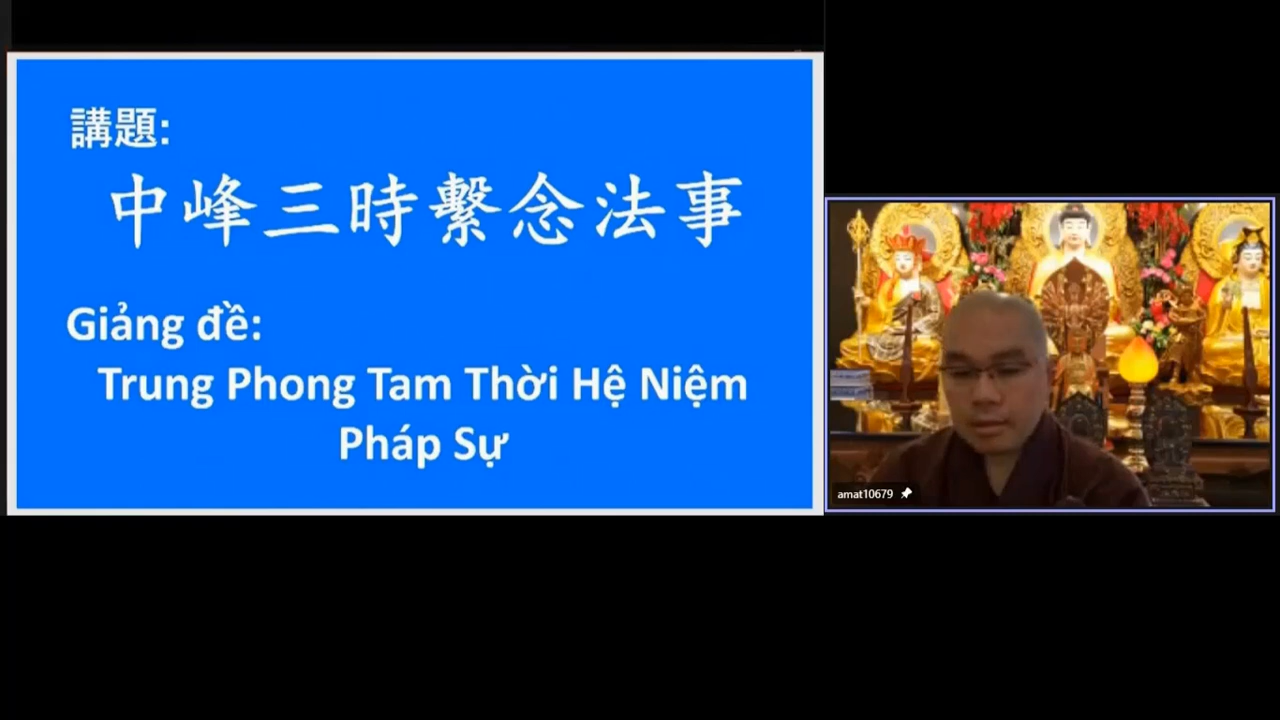 講題:
中峰三時繫念法事
Giảng đề:
Trung Phong Tam Thời Hệ Niệm
Pháp Sự
amat10679